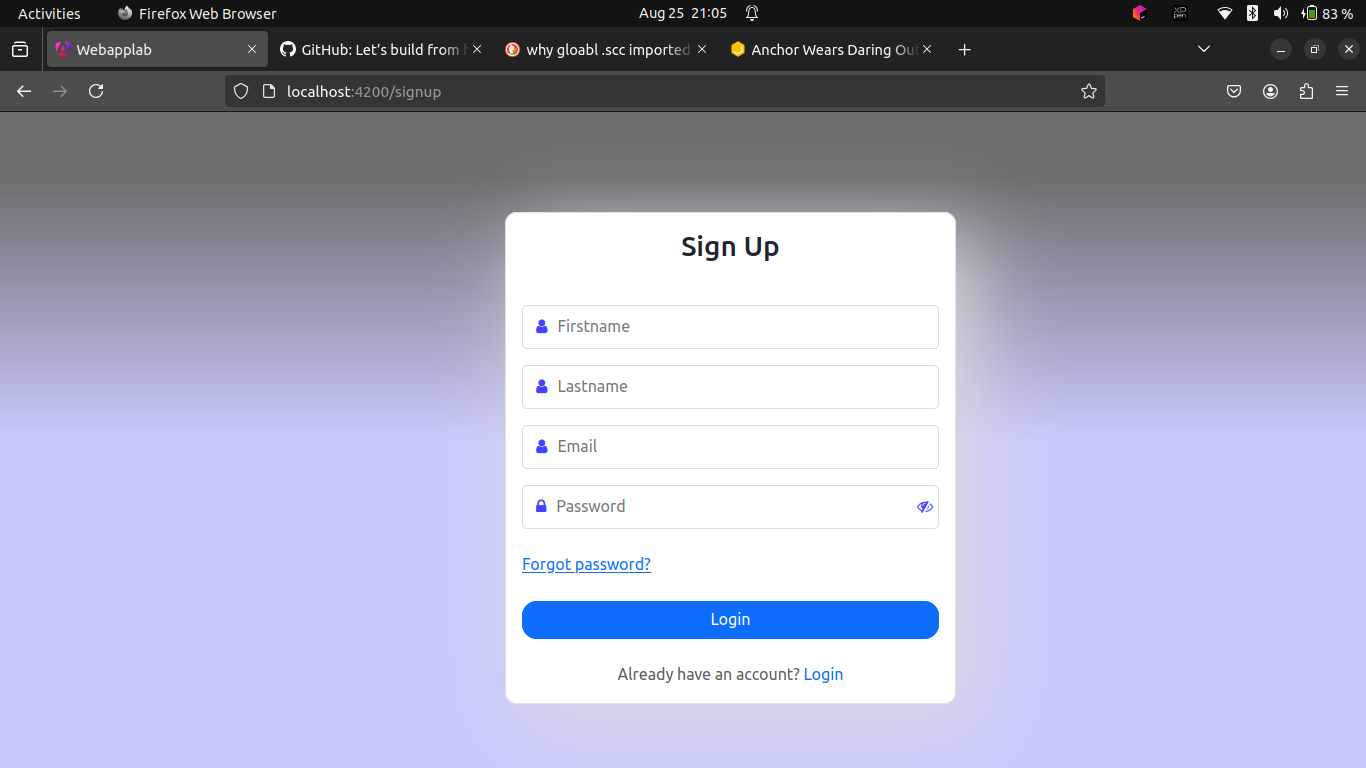 Activities Firefox Web Browser Aug 25 21:05 XD pen 83 %
Webapplab GitHub: Let’s build from why gloabl .scc imported Anchor Wears Daring Ou
localhost:4200/signup
Sign Up
Firstname
Lastname
Email
Password
Forgot password?
Login
Already have an account? Login